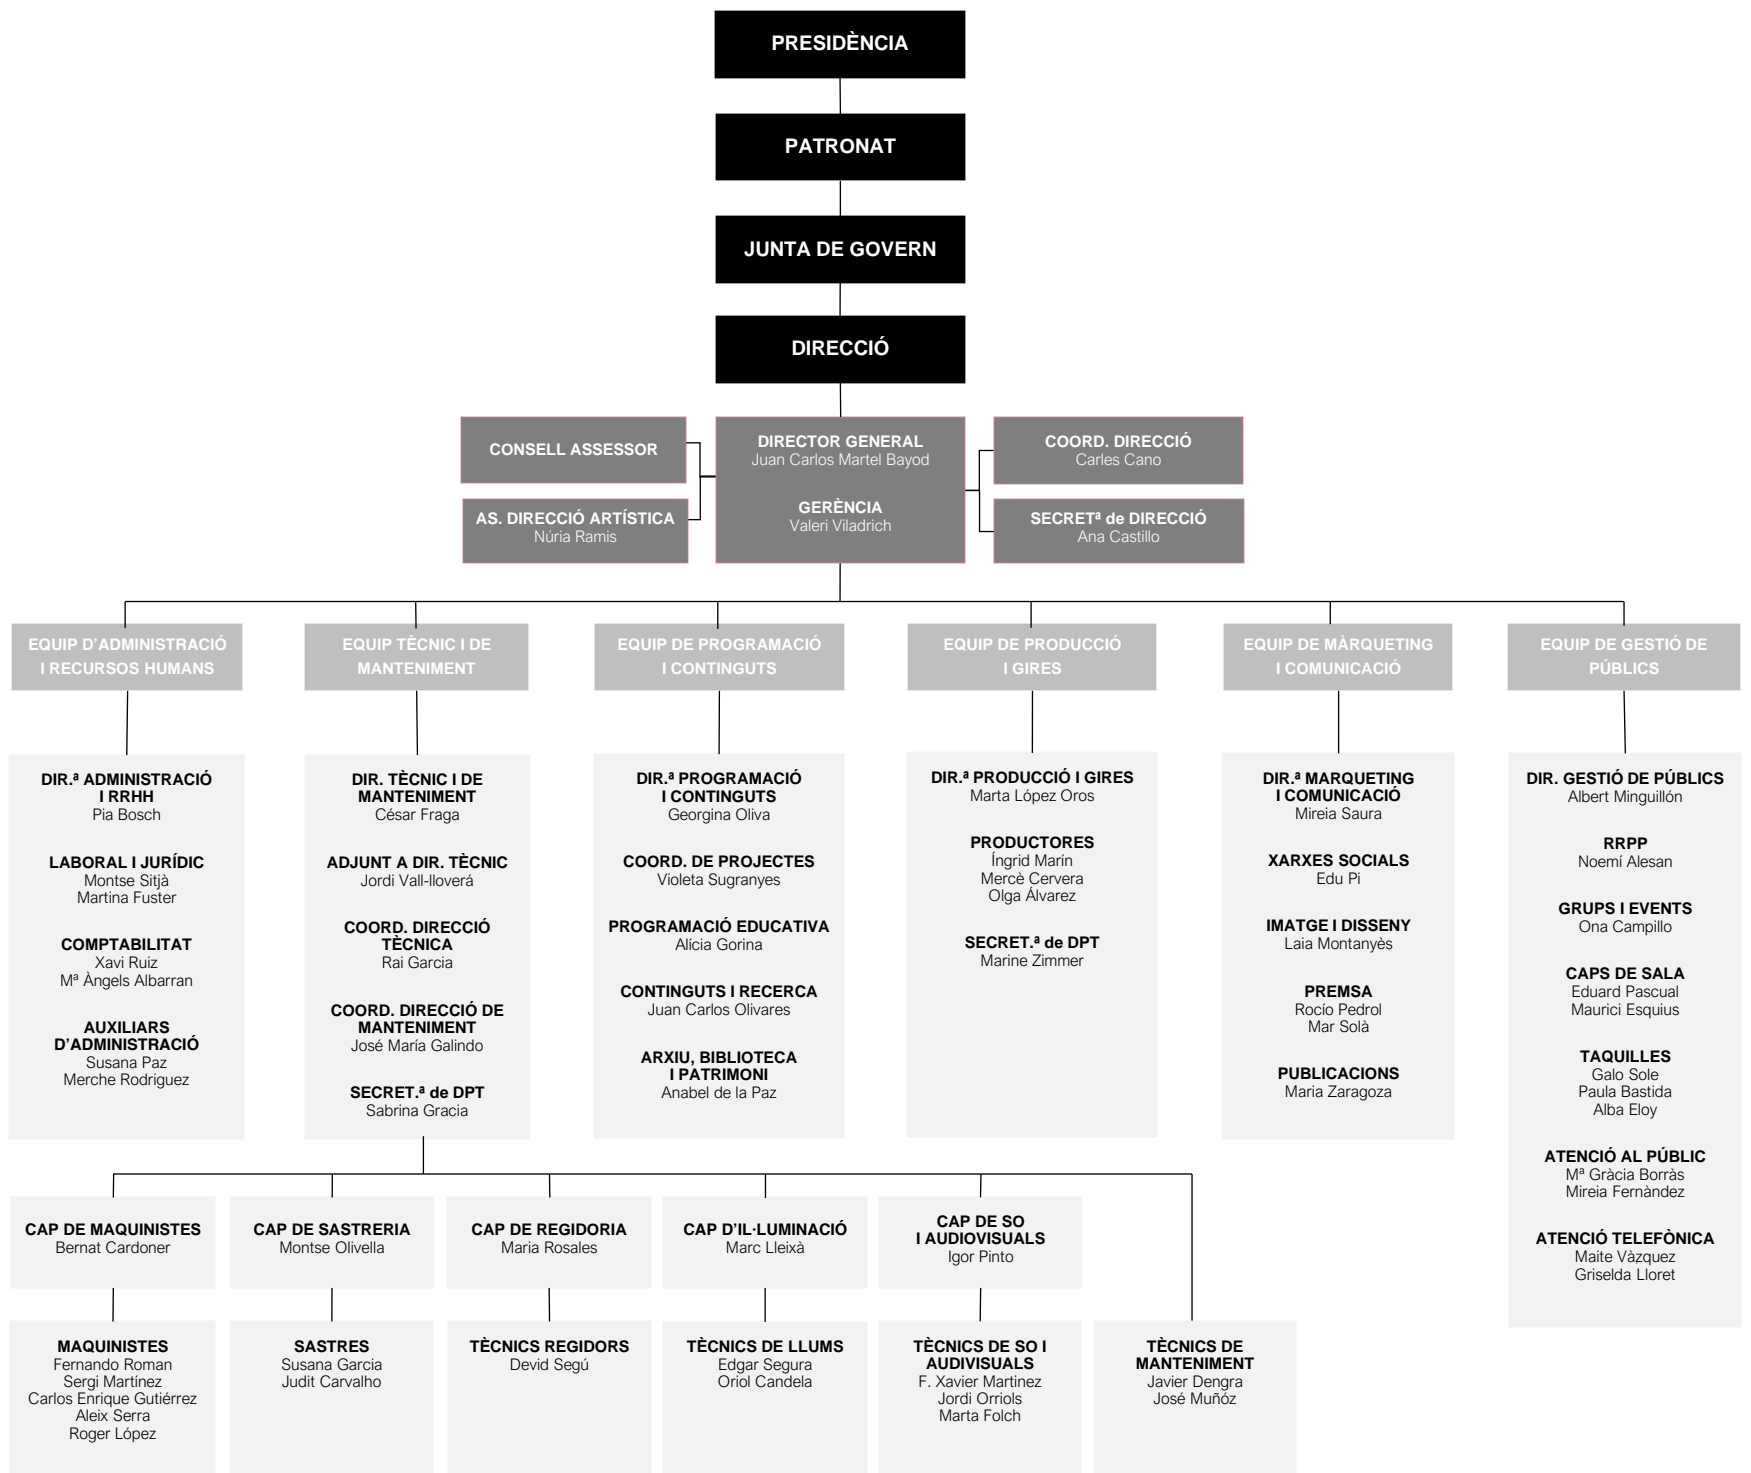 PRESIDÈNCIA
PATRONAT
JUNTA DE GOVERN
DIRECCIÓ
CONSELL ASSESSOR
AS. DIRECCIÓ ARTÍSTICA
Núria Ramis
DIRECTOR GENERAL
Juan Carlos Martel Bayod
GERÈNCIA
Valeri Viladrich
COORD. DIRECCIÓ
Carles Cano
SECRETª de DIRECCIÓ
Ana Castillo
EQUIP D'ADMINISTRACIÓ
I RECURSOS HUMANS
EQUIP TÈCNIC I DE
MANTENIMENT
EQUIP DE PROGRAMACIÓ
I CONTINGUTS
EQUIP DE PRODUCCIÓ
I GIRES
EQUIP DE MÀRQUETING
I COMUNICACIÓ
EQUIP DE GESTIÓ DE
PÚBLICS
DIR.ª ADMINISTRACIÓ
I RRHH
Pia Bosch
LABORAL I JURÍDIC
Montse Sitjà
Martina Fuster
COMPTABILITAT
Xavi Ruiz
Mª Àngels Albarran
AUXILIARS
D'ADMINISTRACIÓ
Susana Paz
Merche Rodriguez
DIR. TÈCNIC I DE
MANTENIMENT
César Fraga
ADJUNT A DIR. TÈCNIC
Jordi Vall-lloverá
COORD. DIRECCIÓ
TÈCNICA
Rai Garcia
COORD. DIRECCIÓ DE
MANTENIMENT
José María Galindo
SECRET.ª de DPT
Sabrina Gracia
DIR.ª PROGRAMACIÓ
I CONTINGUTS
Georgina Oliva
COORD. DE PROJECTES
Violeta Sugranyes
PROGRAMACIÓ EDUCATIVA
Alícia Gorina
CONTINGUTS I RECERCA
Juan Carlos Olivares
ARXIU, BIBLIOTECA
I PATRIMONI
Anabel de la Paz
DIR.ª PRODUCCIÓ I GIRES
Marta López Oros
PRODUCTORES
Íngrid Marín
Mercè Cervera
Olga Álvarez
SECRET.ª de DPT
Marine Zimmer
DIR.ª MARQUETING
I COMUNICACIÓ
Mireia Saura
XARXES SOCIALS
Edu Pi
IMATGE I DISSENY
Laia Montanyès
PREMSA
Rocío Pedrol
Mar Solà
PUBLICACIONS
Maria Zaragoza
DIR. GESTIÓ DE PÚBLICS
Albert Minguillón
RRPP
Noemí Alesan
GRUPS I EVENTS
Ona Campillo
CAPS DE SALA
Eduard Pascual
Maurici Esquius
TAQUILLES
Galo Sole
Paula Bastida
Alba Eloy
ATENCIÓ AL PÚBLIC
Mª Gràcia Borràs
Mireia Fernàndez
ATENCIÓ TELEFÒNICA
Maite Vàzquez
Griselda Lloret
CAP DE MAQUINISTES
Bernat Cardoner
CAP DE SASTRERIA
Montse Olivella
CAP DE REGIDORIA
Maria Rosales
CAP D'IL·LUMINACIÓ
Marc Lleixà
CAP DE SO
I AUDIOVISUALS
Igor Pinto
MAQUINISTES
Fernando Roman
Sergi Martínez
Carlos Enrique Gutiérrez
Aleix Serra
Roger López
SASTRES
Susana Garcia
Judit Carvalho
TÈCNICS REGIDORS
Devid Segú
TÈCNICS DE LLUMS
Edgar Segura
Oriol Candela
TÈCNICS DE SO I
AUDIVISUALS
F. Xavier Martinez
Jordi Orriols
Marta Folch
TÈCNICS DE
MANTENIMENT
Javier Dengra
José Muñóz